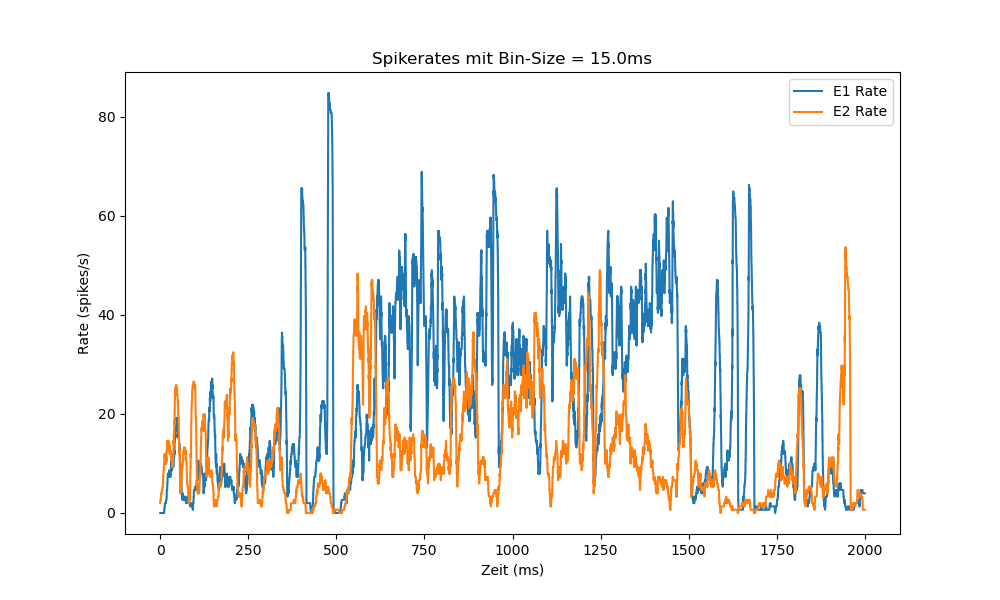 Spikerates mit Bin-Size = 15.0ms
E1 Rate
E2 Rate
Rate (spikes/s)
80
60
40
20
0
0 250 500 750 1000 1250 1500 1750 2000
Zeit (ms)